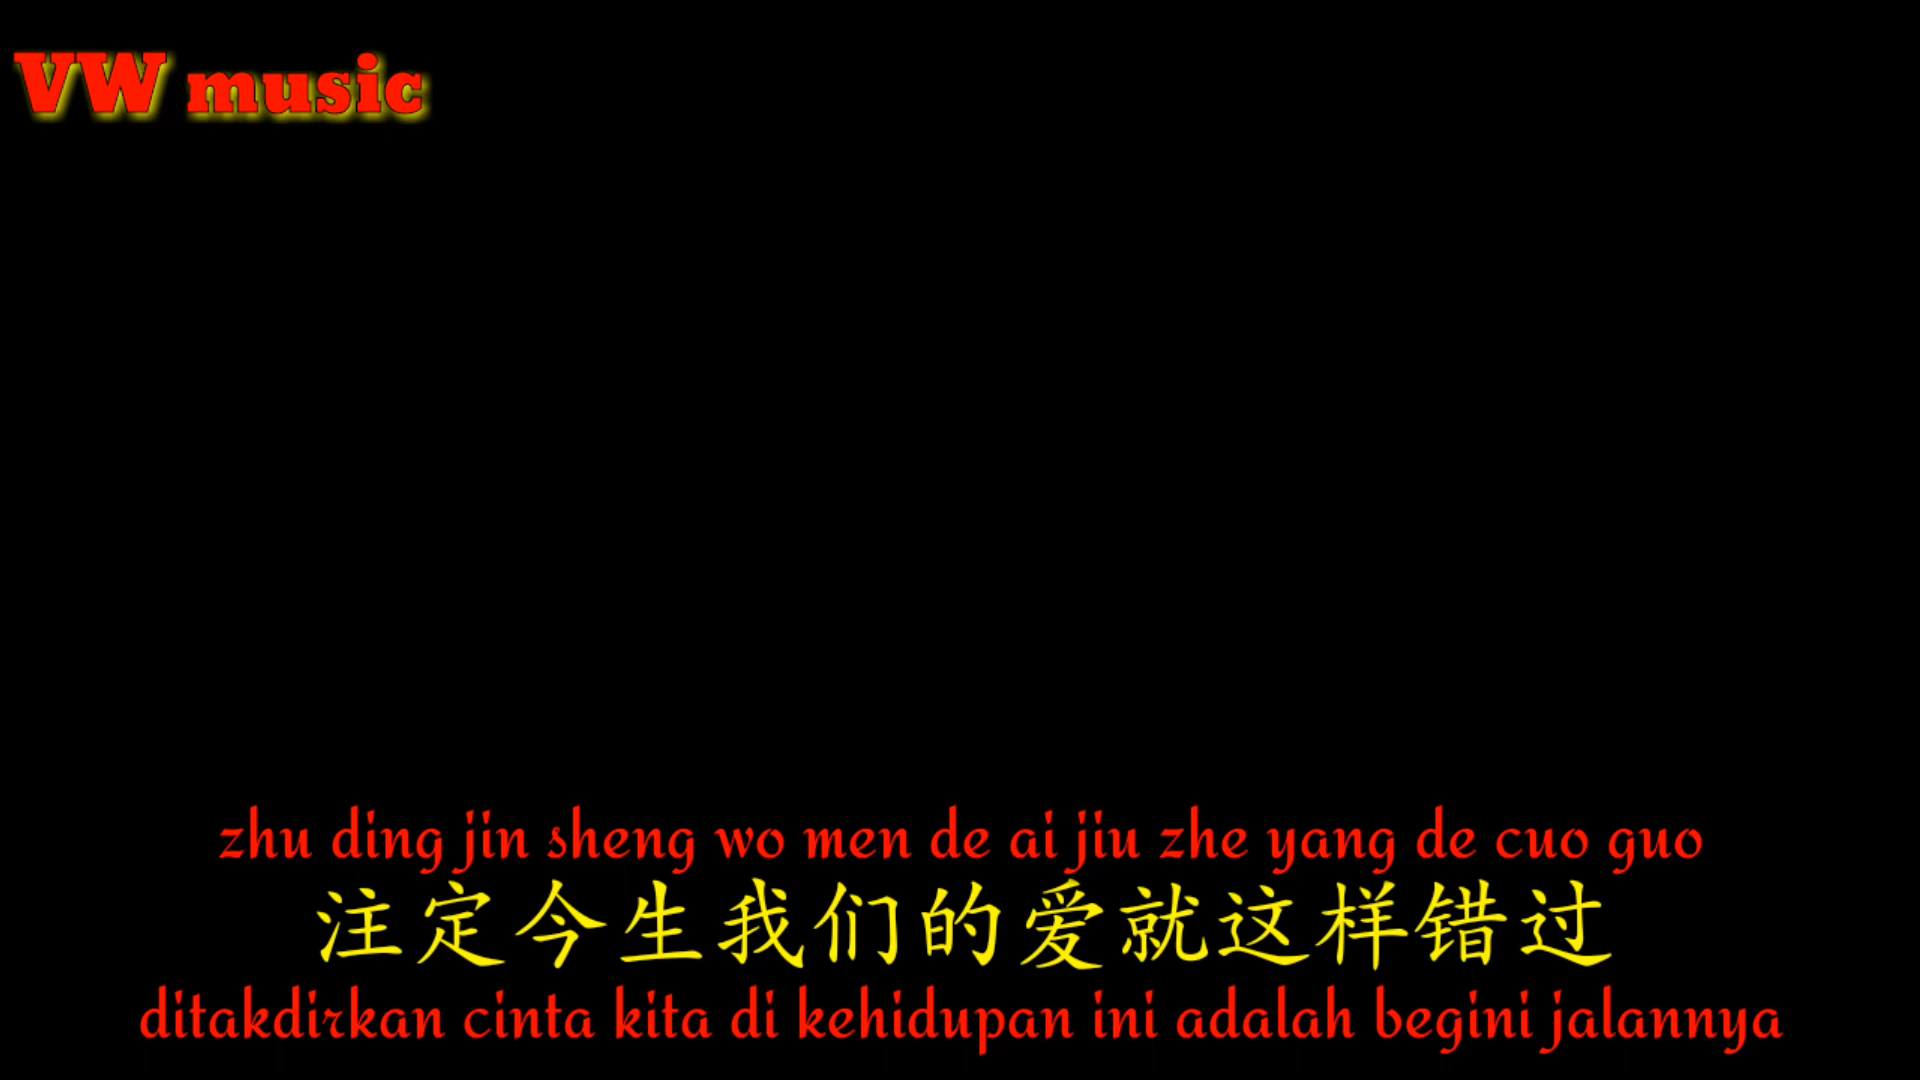 VW music
zhu ding jin sheng wo men de ai jiu zhe yang de cuo guo
注定今生我们的爱就这样错过
ditakdirkan cinta kita di kehidupan ini adalah begini jalannya